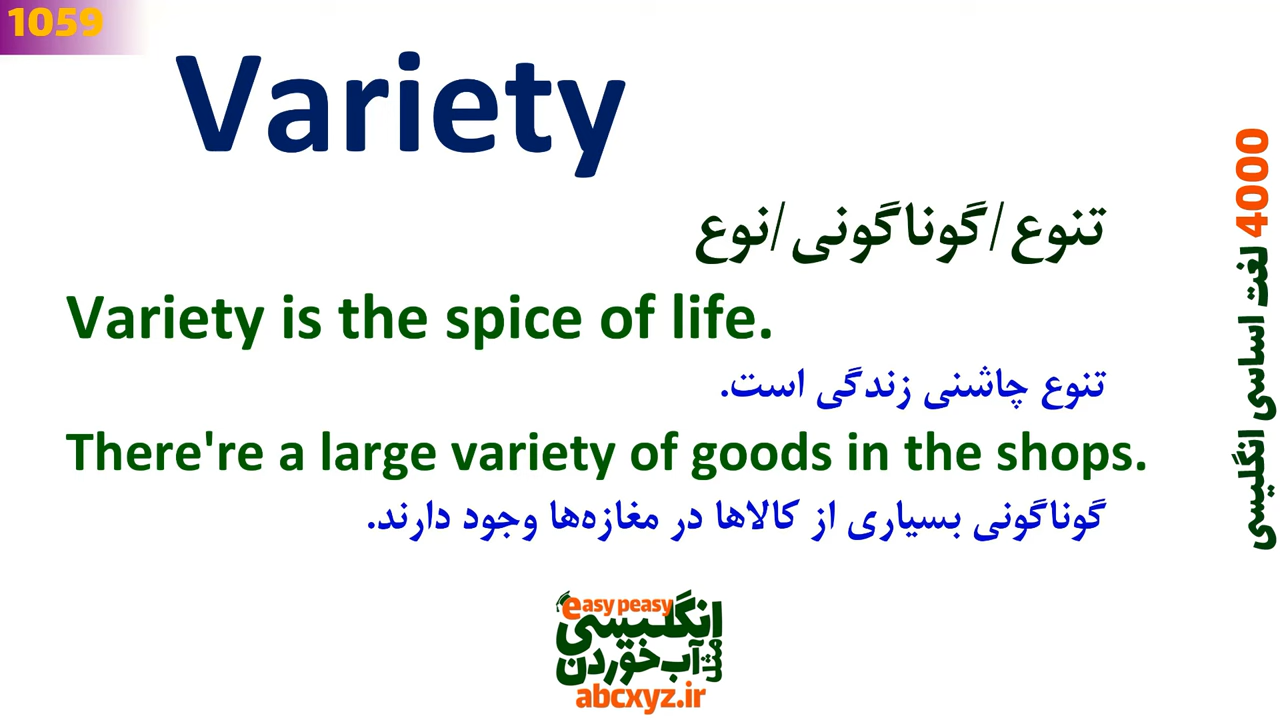 1059
Variety
تنوع/گوناگونی/نوع
Variety is the spice of life.
تنوع چاشنی زندگی است.
There're a large variety of goods in the shops.
گوناگونی بسیاری از کالاها در مغازه‌ها وجود دارند.
4000 لغت اساسی انگلیسی
easy peasy
انگلیسی
مثل آب خوردن
abcxyz.ir